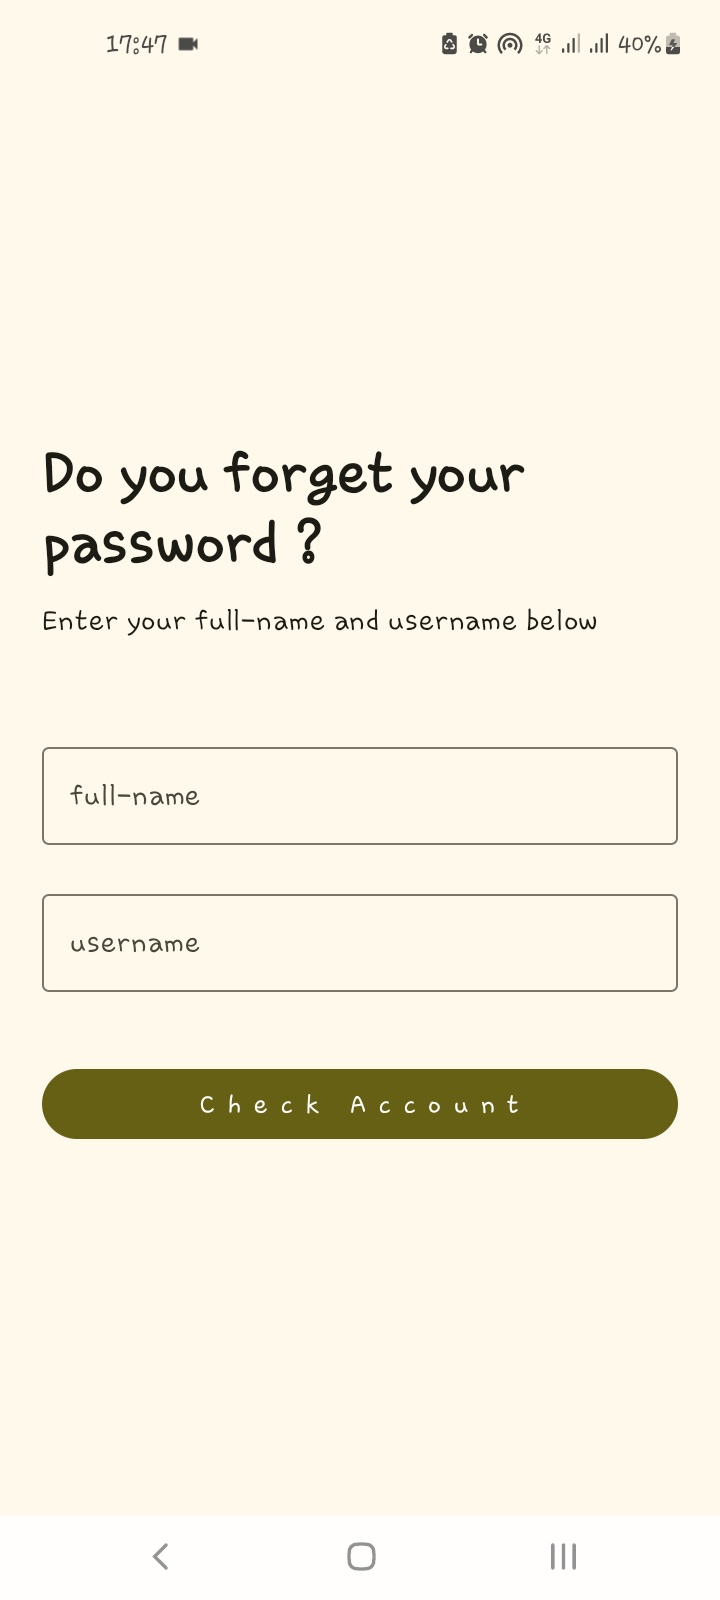 17:47 4G 40%
Do you forget your
password ?
Enter your full-name and username below
full-name
username
Check Account